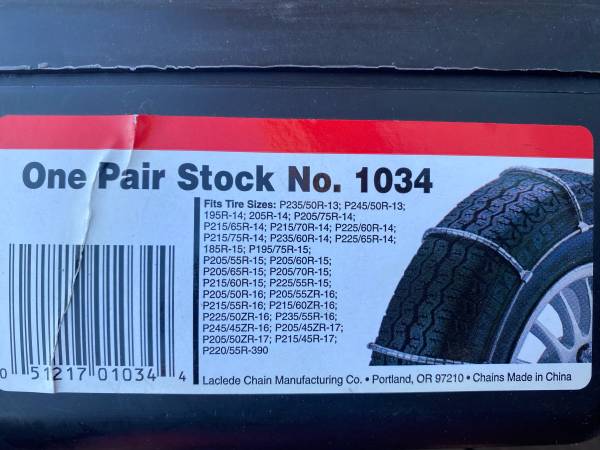 One Pair Stock No. 1034
Fits Tire Sizes: P235/50R-13; P245/50R-13;
195R-14; 205R-14; P205/75R-14;
P215/65R-14; P215/70R-14; P225/60R-14;
P215/75R-14; P235/60R-14; P225/65R-14;
185R-15; P195/75R-15;
P205/55R-15; P205/60R-15;
P205/65R-15; P205/70R-15;
P215/60R-15; P225/55R-15;
P205/50R-16; P205/55ZR-16;
P215/55R-16; P215/60ZR-16;
P225/50ZR-16; P235/55R-16;
P245/45ZR-16; P205/45ZR-17;
P205/50ZR-17; P215/45R-17;
P220/55R-390
0 51217 01034 4
Laclede Chain Manufacturing Co. • Portland, OR 97210 • Chains Made in China